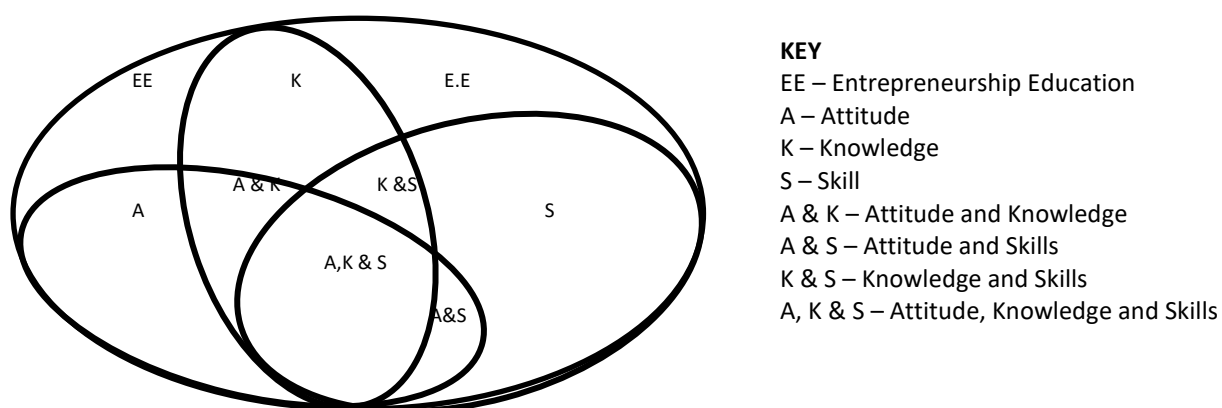 EE
K
E.E
A & K
K &S
A
S
A,K & S
A&S
KEY
EE – Entrepreneurship Education
A – Attitude
K – Knowledge
S – Skill
A & K – Attitude and Knowledge
A & S – Attitude and Skills
K & S – Knowledge and Skills
A, K & S – Attitude, Knowledge and Skills